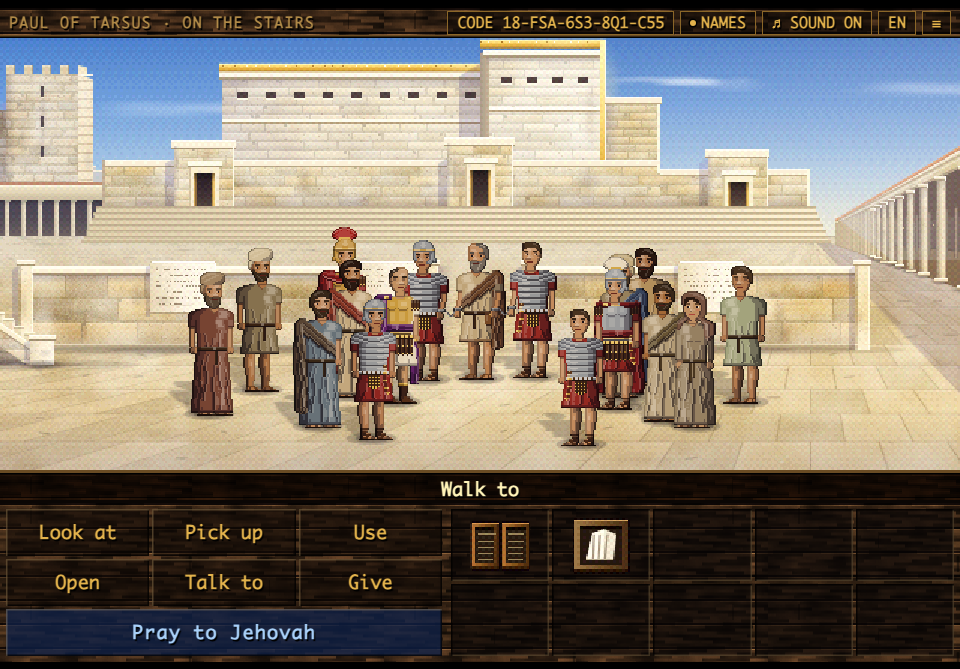 PAUL OF TARSUS · ON THE STAIRS
CODE 18-FSA-6S3-8Q1-C55
● NAMES
♬ SOUND ON
EN
≡
Walk to
Look at
Pick up
Use
Open
Talk to
Give
Pray to Jehovah